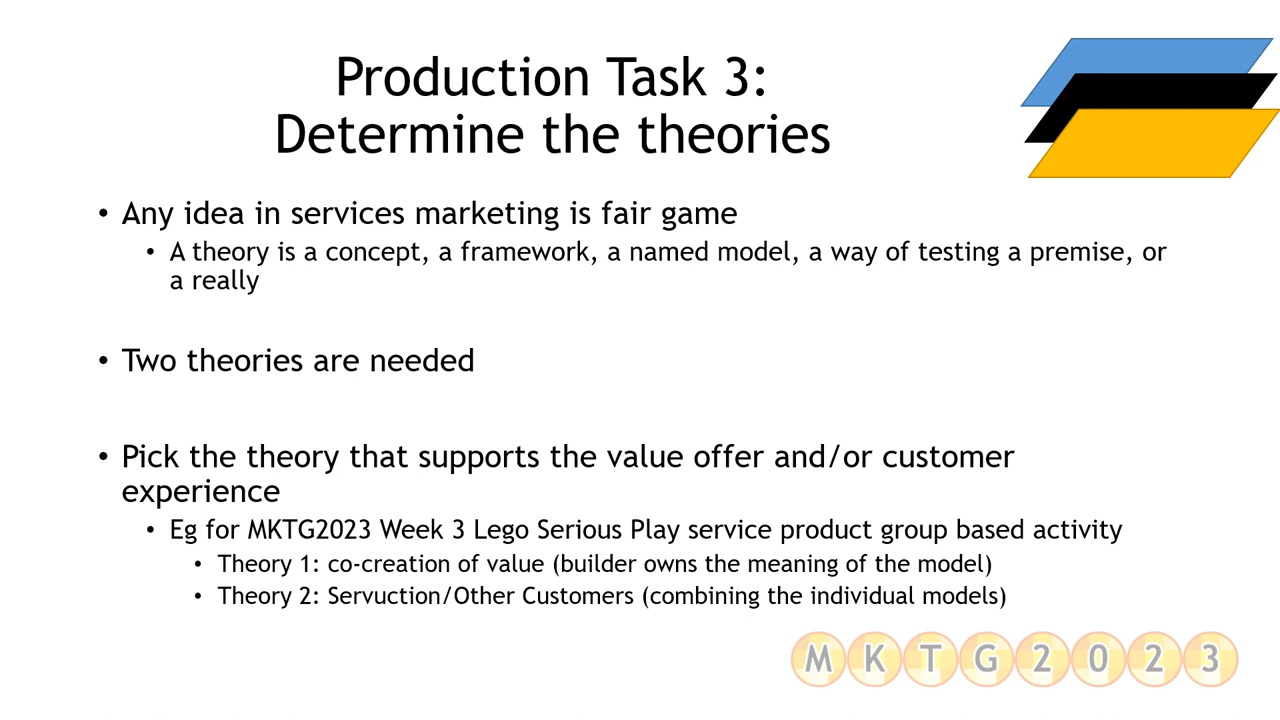 Production Task 3:
Determine the theories
• Any idea in services marketing is fair game
• A theory is a concept, a framework, a named model, a way of testing a premise, or
a really
• Two theories are needed
• Pick the theory that supports the value offer and/or customer
experience
• Eg for MKTG2023 Week 3 Lego Serious Play service product group based activity
• Theory 1: co-creation of value (builder owns the meaning of the model)
• Theory 2: Servuction/Other Customers (combining the individual models)
MKTG2023